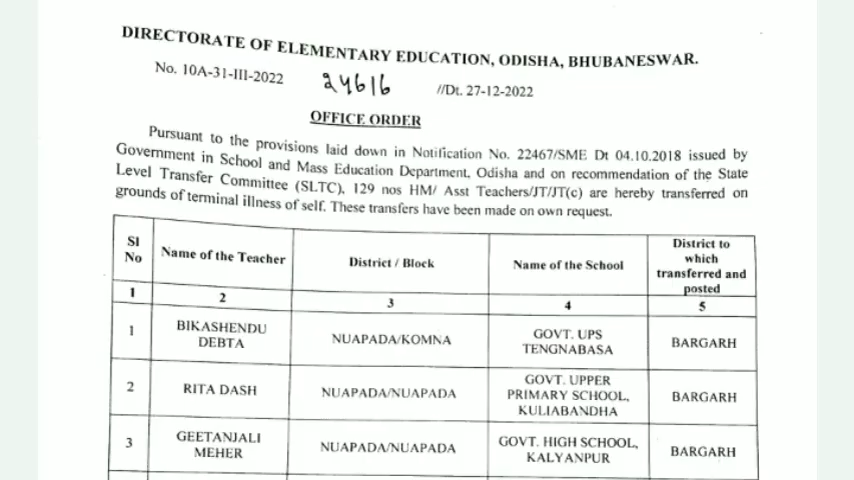 DIRECTORATE OF ELEMENTARY EDUCATION, ODISHA, BHUBANESWAR.
No. 10A-31-III-2022 24616 //Dt. 27-12-2022
OFFICE ORDER
Pursuant to the provisions laid down in Notification No. 22467/SME Dt 04.10.2018 issued by
Government in School and Mass Education Department, Odisha and on recommendation of the State
Level Transfer Committee (SLTC), 129 nos HM/ Asst Teachers/JT/JT(c) are hereby transferred on
grounds of terminal illness of self. These transfers have been made on own request.
Sl No | Name of the Teacher | District / Block | Name of the School | District to which transferred and posted
1 | 2 | 3 | 4 | 5
1 | BIKASHENDU DEBTA | NUAPADA/KOMNA | GOVT. UPS TENGNABASA | BARGARH
2 | RITA DASH | NUAPADA/NUAPADA | GOVT. UPPER PRIMARY SCHOOL, KULIABANDHA | BARGARH
3 | GEETANJALI MEHER | NUAPADA/NUAPADA | GOVT. HIGH SCHOOL, KALYANPUR | BARGARH